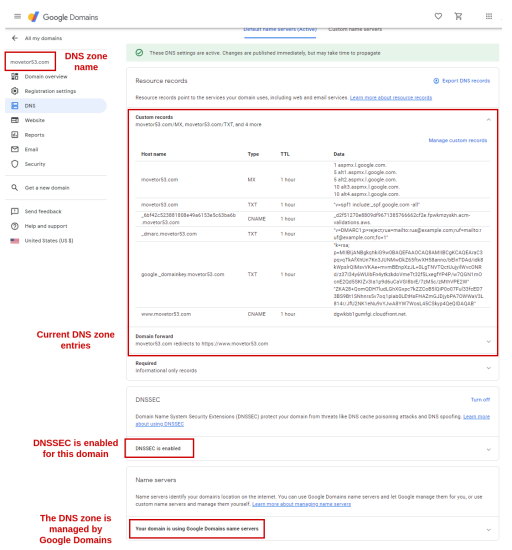 Google Domains
Default name servers (Active)
Custom name servers
All my domains
These DNS settings are active. Changes are published immediately, but may take time to propagate
movetor53.com
DNS zone
name
Domain overview
Registration settings
DNS
Website
Reports
Email
Security
Get a new domain
Send feedback
Help and support
United States (US $)
Resource records
Export DNS records
Resource records point to the services your domain uses, including web and email services. Learn more about resource records
Custom records
movetor53.com/MX, movetor53.com/TXT, and 4 more
Manage custom records
Host name Type TTL Data
1 aspmx.l.google.com.
5 alt1.aspmx.l.google.com.
movetor53.com MX 1 hour 5 alt2.aspmx.l.google.com.
10 alt3.aspmx.l.google.com.
10 alt4.aspmx.l.google.com.
movetor53.com TXT 1 hour "v=spf1 include:_spf.google.com -all"
CNAME 1 hour
.movetor53.com
validations.aws.
_dmarc.movetor53.com TXT 1 hour "v=DMARC1;p=reject;rua=mailto:rua@example.com;ruf=mailto:r
uf@example.com;fo=1"
"k=rsa;
google._domainkey.movetor53.com TXT 1 hour
www.movetor53.com CNAME 1 hour dgwkbb1gumfgi.cloudfront.net.
Current DNS zone
entries
Domain forward
movetor53.com redirects to https://www.movetor53.com
Required
Informational only records
DNSSEC
Turn off
Domain Name System Security Extensions (DNSSEC) protect your domain from threats like DNS cache poisoning attacks and DNS spoofing. Learn more
about using DNSSEC
DNSSEC is enabled
for this domain
DNSSEC is enabled
Name servers
Name servers identify your domain's location on the internet. You can use Google Domains name servers and let Google manage them for you, or use
custom name servers and manage them yourself. Learn more about managing name servers
The DNS zone is
managed by
Google Domains
Your domain is using Google Domains name servers